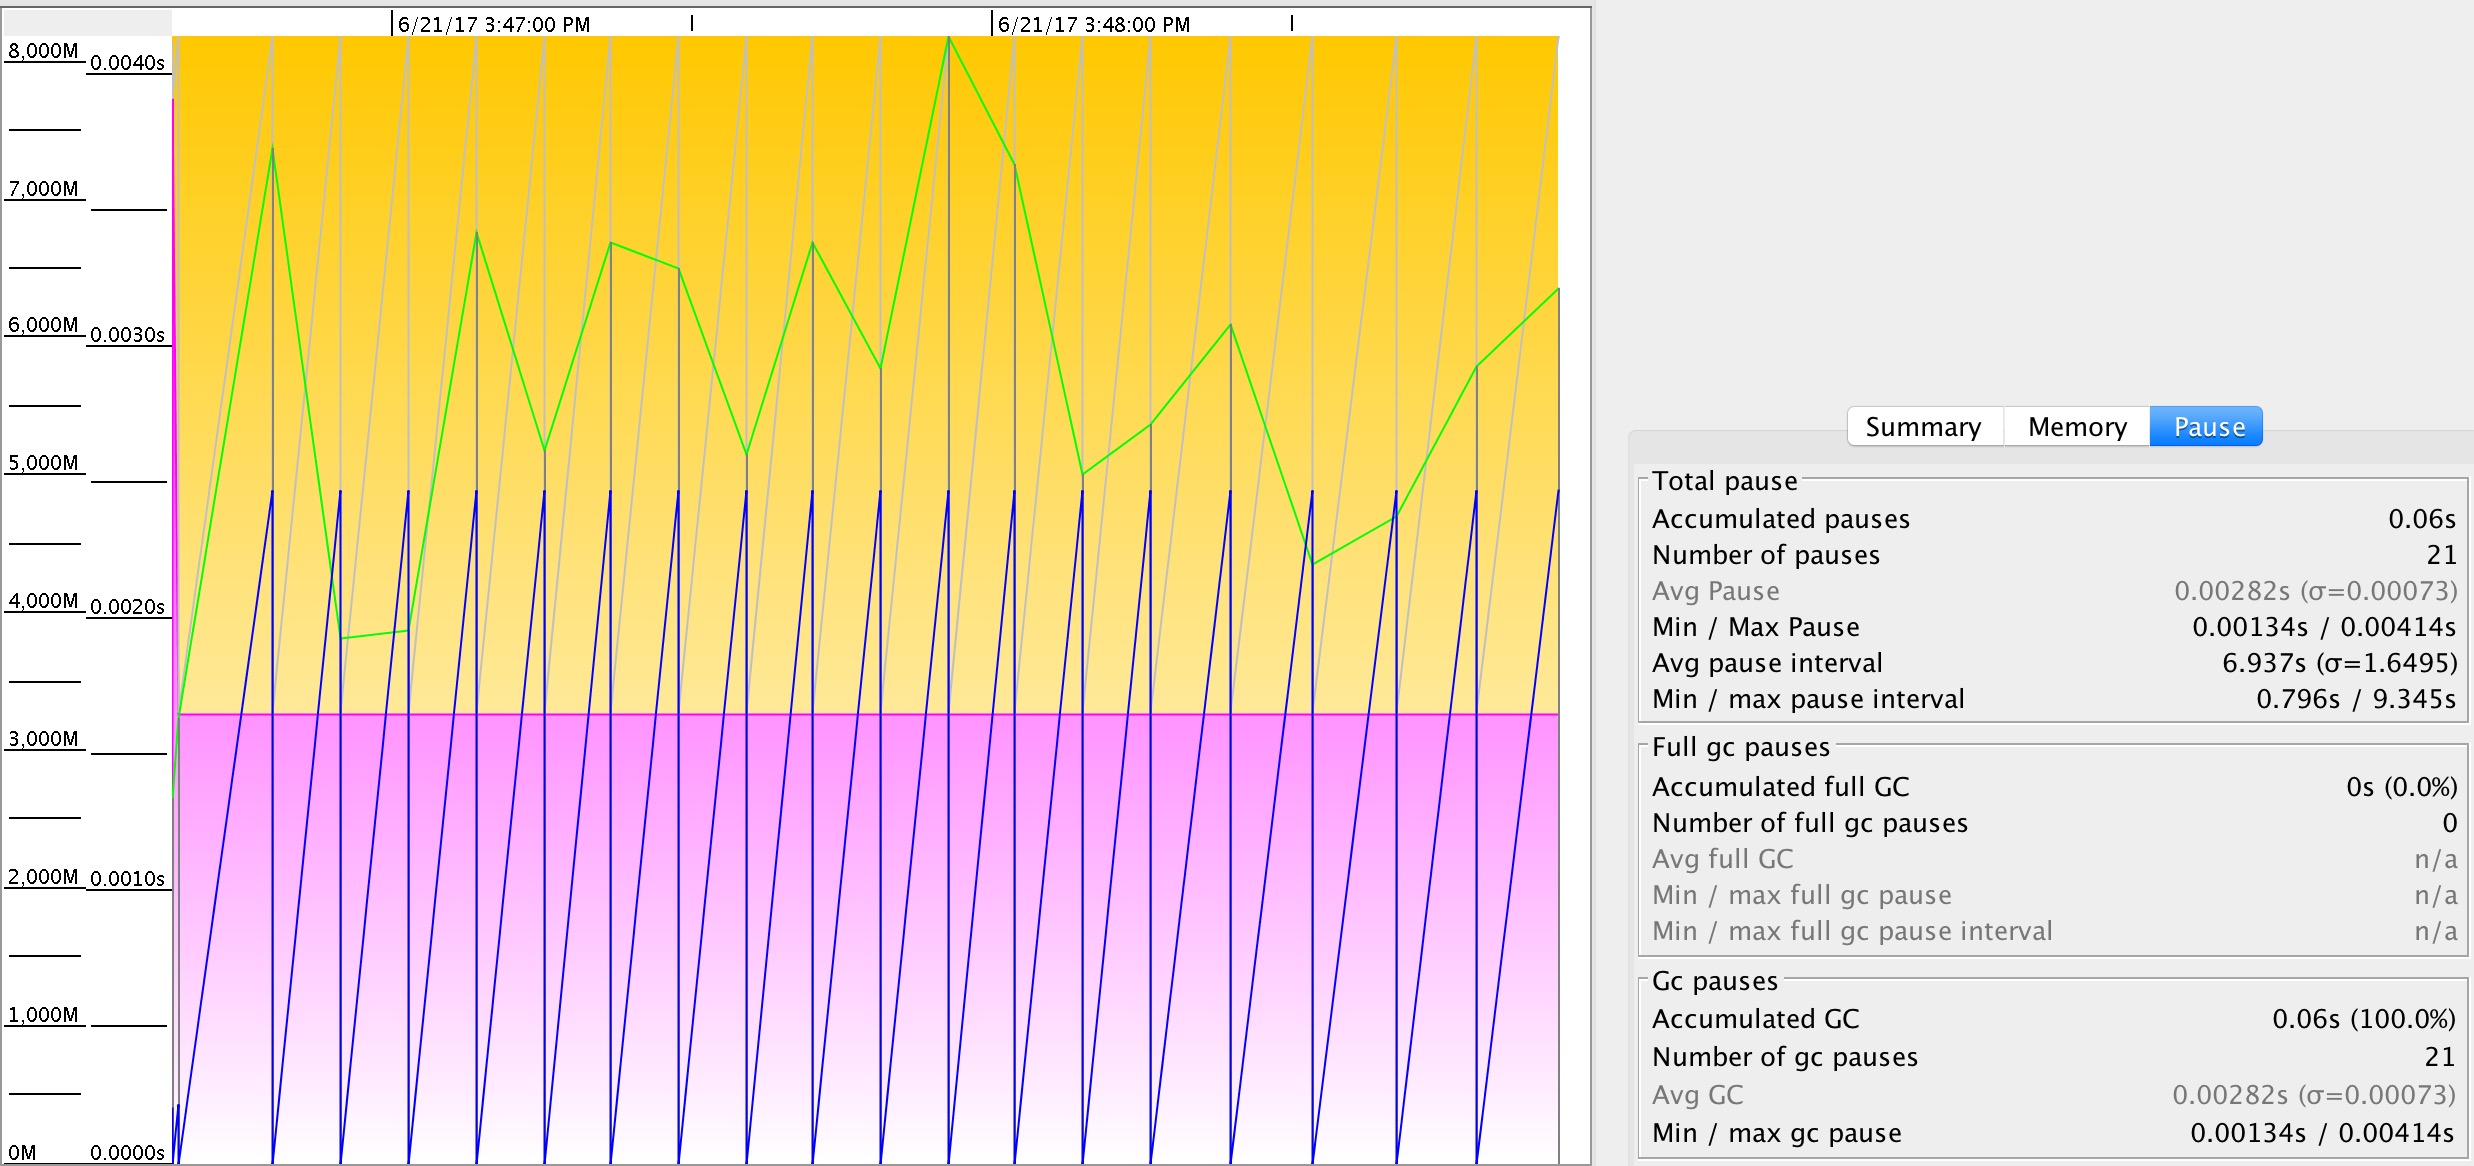 6/21/17 3:47:00 PM
6/21/17 3:48:00 PM
8,000M
0.0040s
7,000M
6,000M
0.0030s
5,000M
4,000M
0.0020s
3,000M
2,000M
0.0010s
1,000M
0M
0.0000s
Summary
Memory
Pause
Total pause
Accumulated pauses 0.06s
Number of pauses 21
Avg Pause 0.00282s (σ=0.00073)
Min / Max Pause 0.00134s / 0.00414s
Avg pause interval 6.937s (σ=1.6495)
Min / max pause interval 0.796s / 9.345s
Full gc pauses
Accumulated full GC 0s (0.0%)
Number of full gc pauses 0
Avg full GC n/a
Min / max full gc pause n/a
Min / max full gc pause interval n/a
Gc pauses
Accumulated GC 0.06s (100.0%)
Number of gc pauses 21
Avg GC 0.00282s (σ=0.00073)
Min / max gc pause 0.00134s / 0.00414s